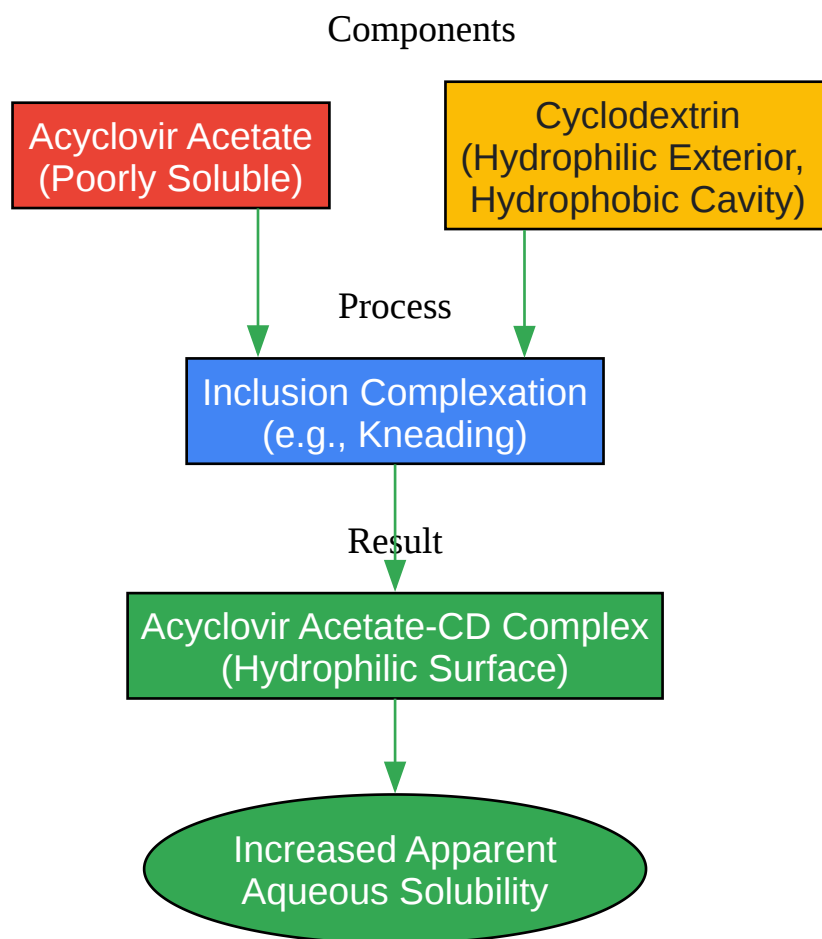 Components
Acyclovir Acetate
(Poorly Soluble)
Cyclodextrin
(Hydrophilic Exterior,
Hydrophobic Cavity)
Process
Inclusion Complexation
(e.g., Kneading)
Result
Acyclovir Acetate-CD Complex
(Hydrophilic Surface)
Increased Apparent
Aqueous Solubility